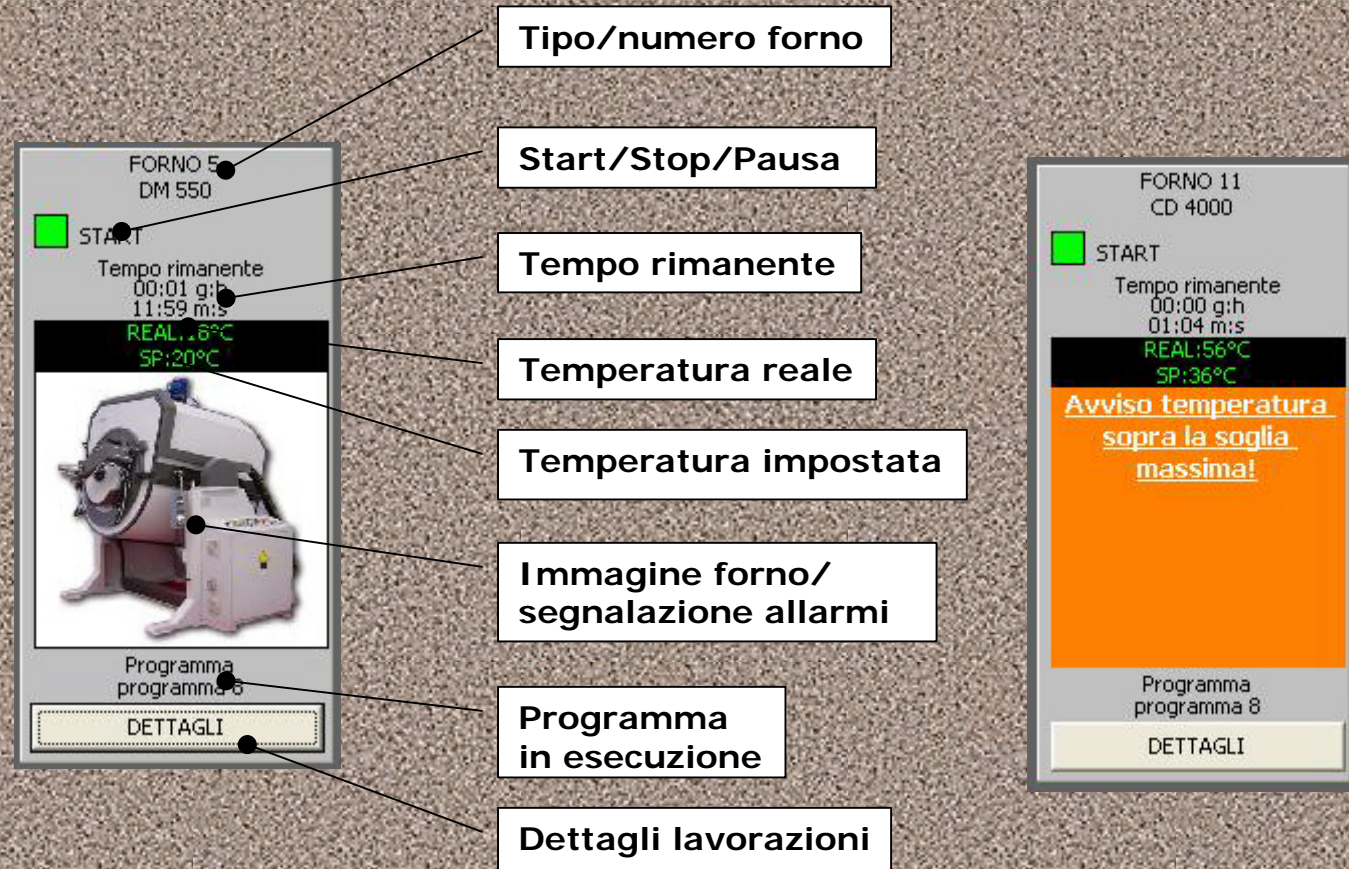 Tipo/numero forno
Start/Stop/Pausa
Tempo rimanente
Temperatura reale
Temperatura impostata
Immagine forno/
segnalazione allarmi
Programma
in esecuzione
Dettagli lavorazioni
FORNO 5
DM 550
START
Tempo rimanente
00:01 g:h
11:59 m:s
SP:20°C
Programma
programma 8
DETTAGLI
FORNO 11
CD 4000
START
Tempo rimanente
00:00 g:h
01:04 m:s
REAL:56°C
SP:36°C
Avviso temperatura
sopra la soglia
massima!
Programma
programma 8
DETTAGLI